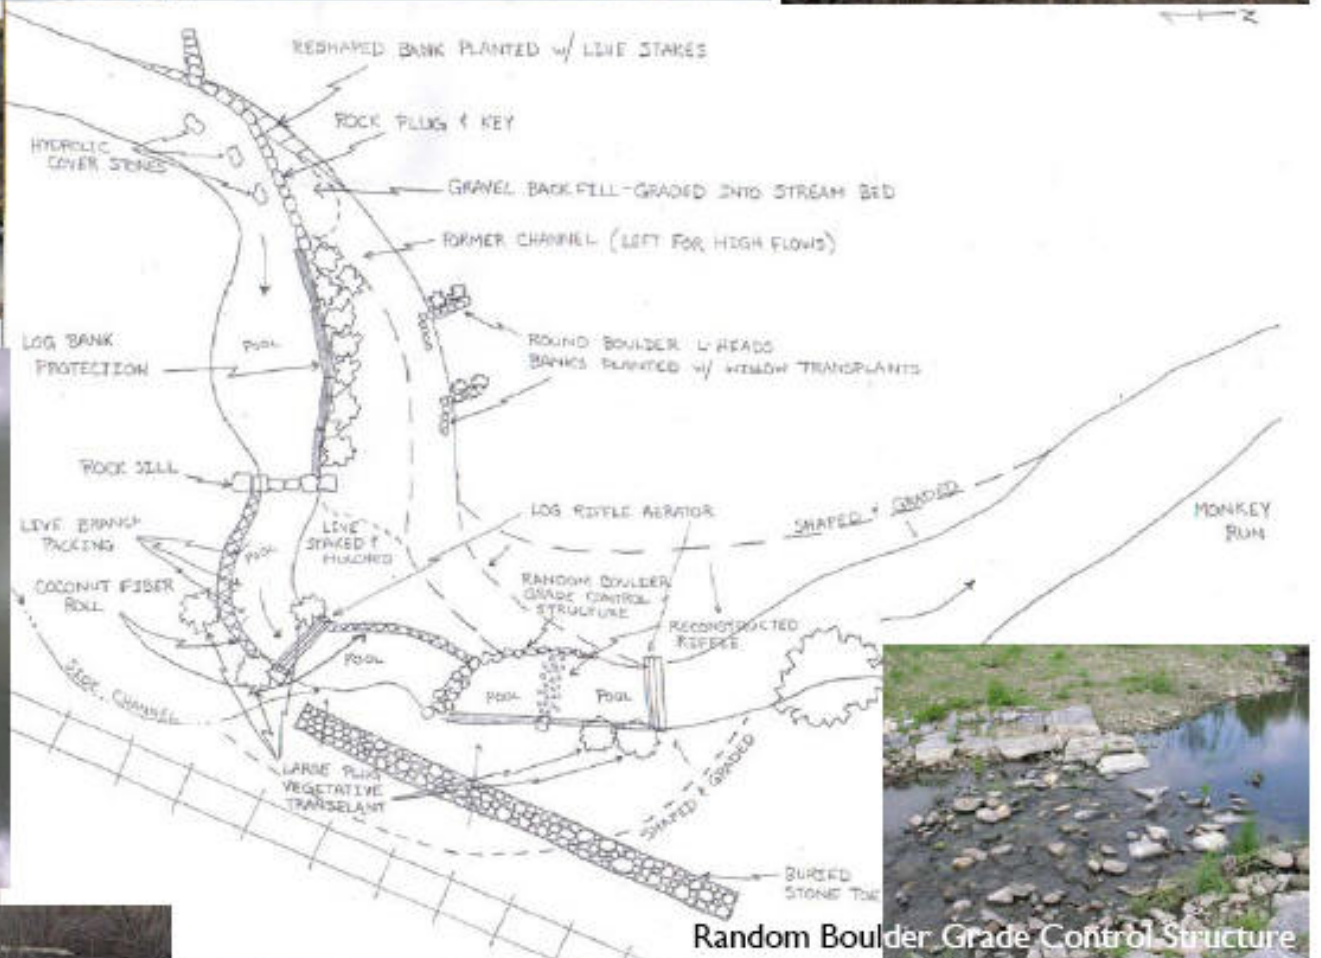 N
RESHAPED BANK PLANTED w/ LIVE STAKES
ROCK PLUG & KEY
HYDROLIC
COVER STONES
GRAVEL BACKFILL-GRADED INTO STREAM BED
FORMER CHANNEL (LEFT FOR HIGH FLOWS)
LOG BANK
PROTECTION
POOL
ROUND BOULDER L-HEADS
BANKS PLANTED w/ WILLOW TRANSPLANTS
ROCK SILL
LOG RIFFLE AERATOR
SHAPED & GRADED
MONKEY
RUN
LIVE BRANCH
PACKING
POOL
LIVE
STAKED &
MULCHED
COCONUT FIBER
ROLL
RANDOM BOULDER
GRADE CONTROL
STRUCTURE
RECONSTRUCTED
RIFFLE
POOL
POOL
POOL
CHANNEL
LARGE PLUG
VEGETATIVE
TRANSPLANT
SHAPED & GRADED
BURIED
STONE TOE
Random Boulder Grade Control Structure